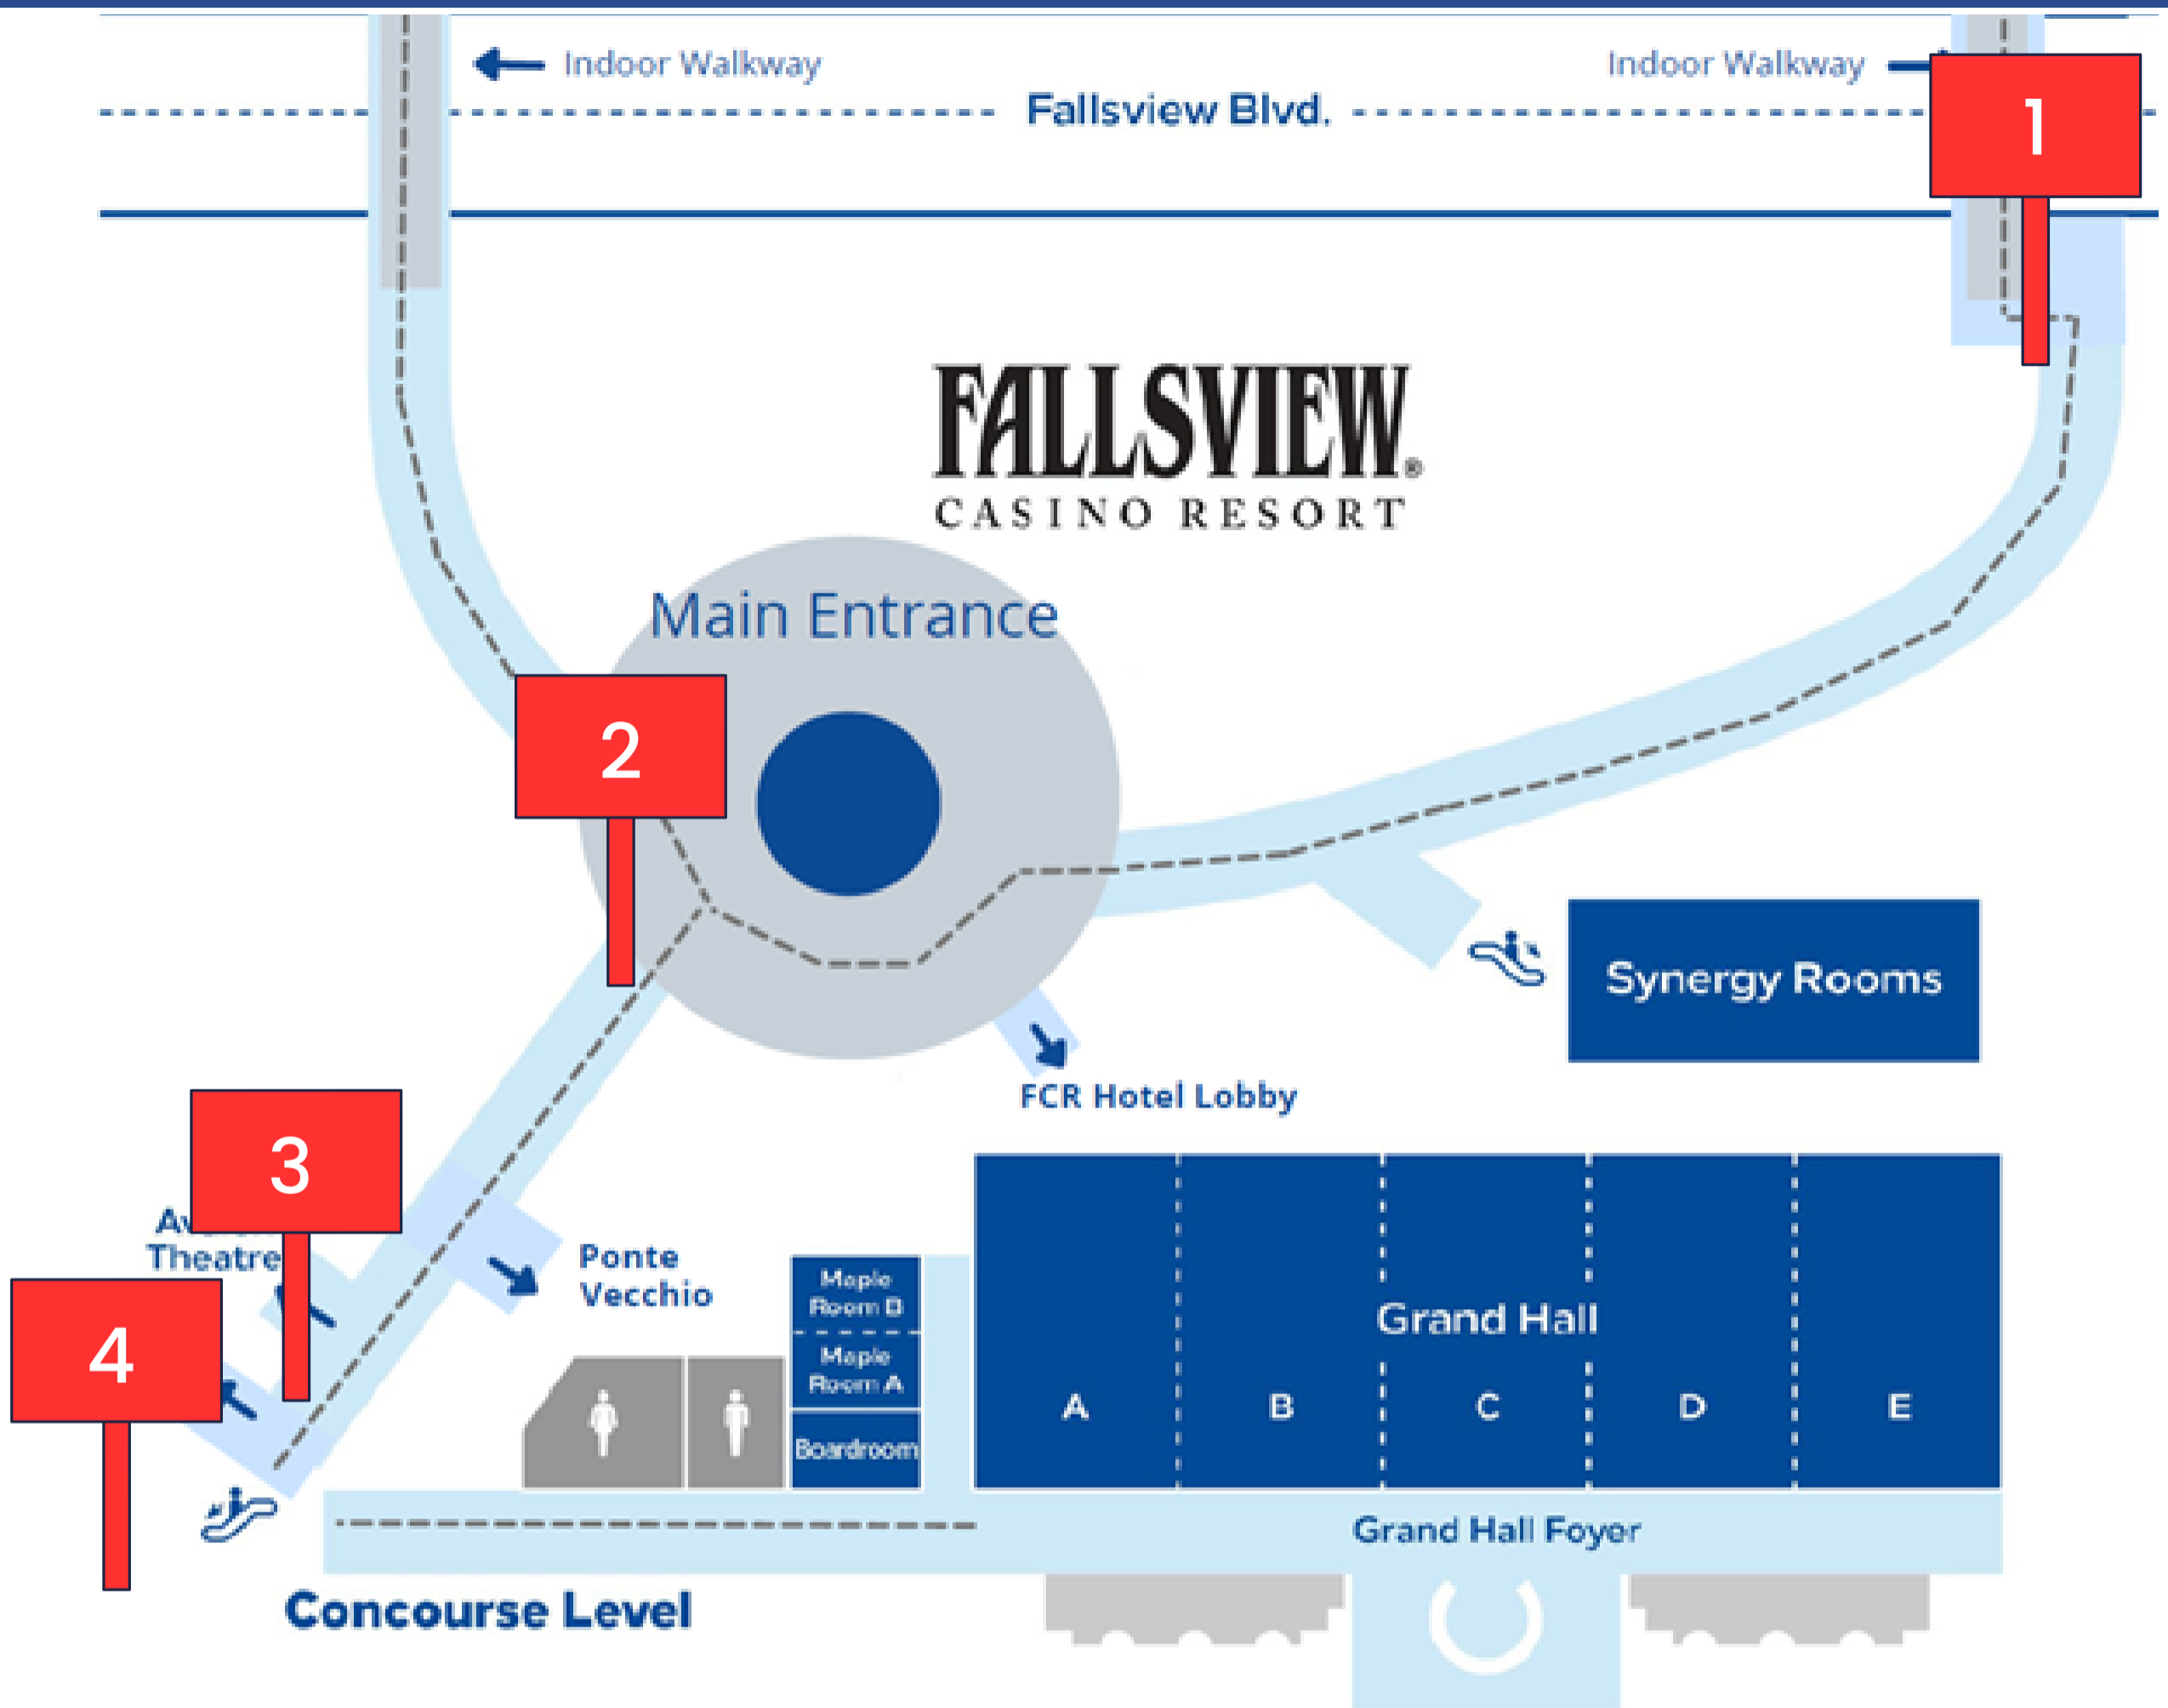 Indoor Walkway
Indoor Walkway
Fallsview Blvd.
1
FALLSVIEW®
CASINO RESORT
Main Entrance
2
Synergy Rooms
FCR Hotel Lobby
3
Theatre
Ponte
Vecchio
4
Maple
Room B
Maple
Room A
Boardroom
Grand Hall
A
B
C
D
E
Grand Hall Foyer
Concourse Level